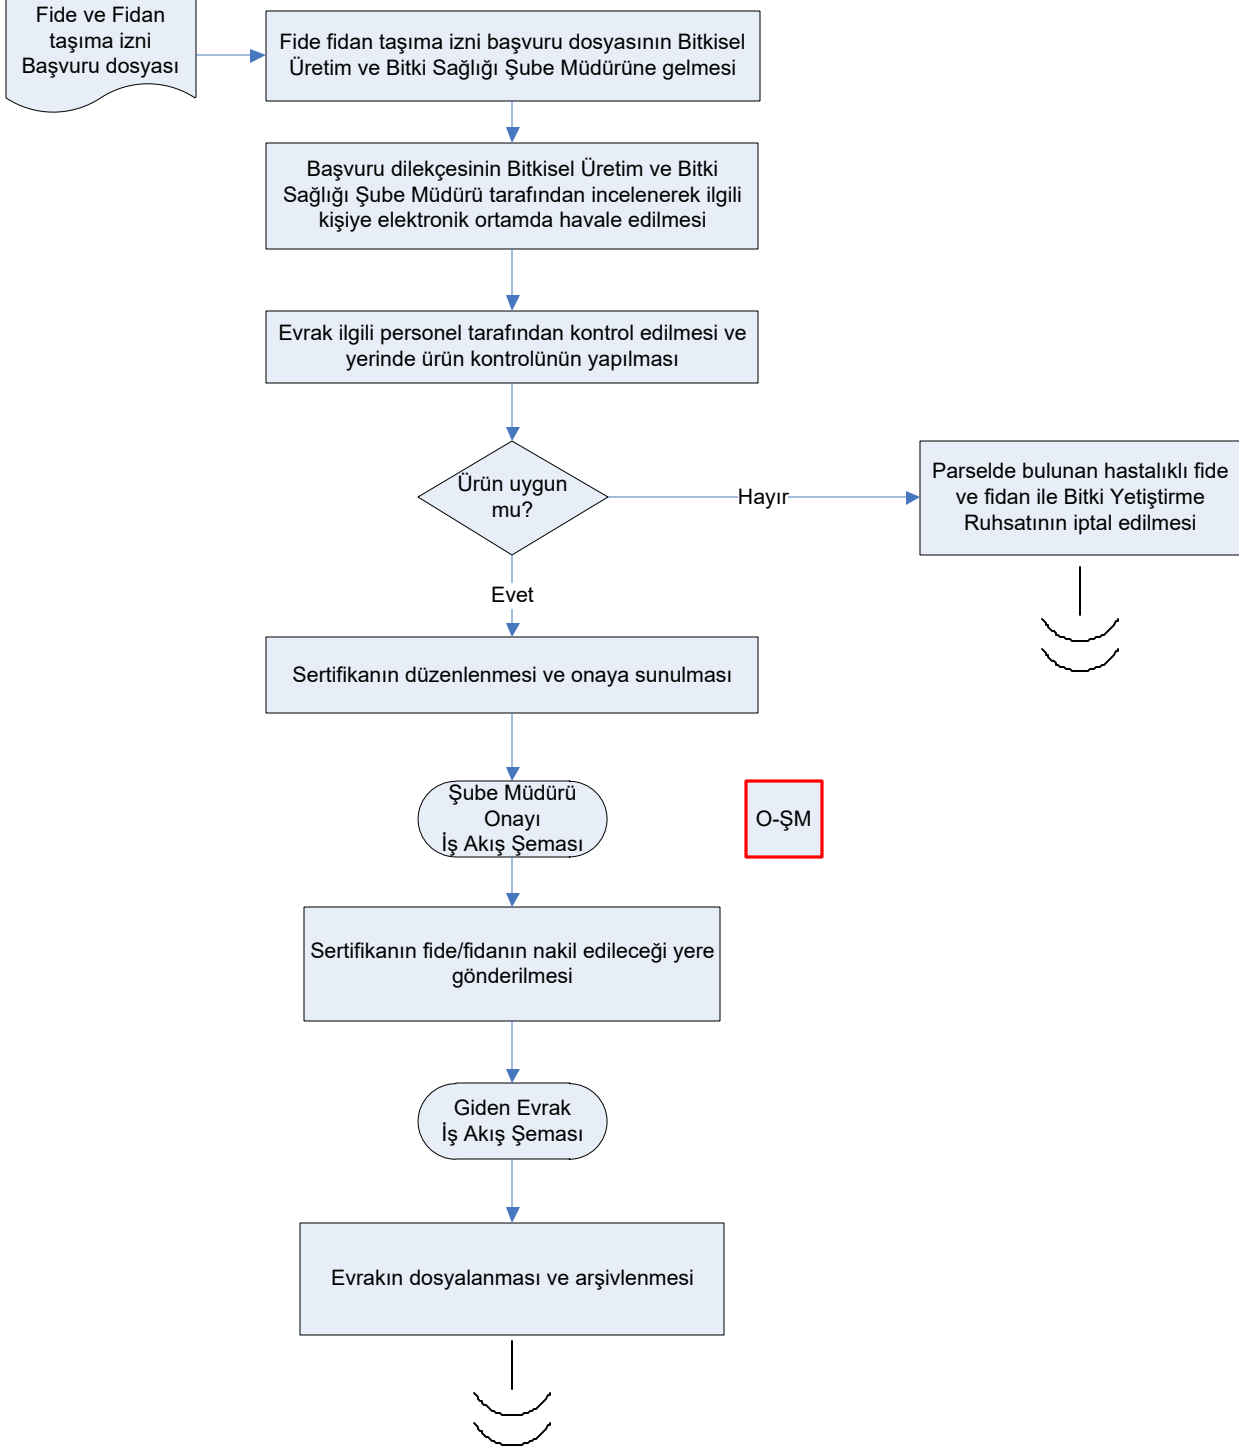 Fide ve Fidan
taşıma izni
Başvuru dosyası
Fide fidan taşıma izni başvuru dosyasının Bitkisel
Üretim ve Bitki Sağlığı Şube Müdürüne gelmesi
Başvuru dilekçesinin Bitkisel Üretim ve Bitki
Sağlığı Şube Müdürü tarafından incelenerek ilgili
kişiye elektronik ortamda havale edilmesi
Evrak ilgili personel tarafından kontrol edilmesi ve
yerinde ürün kontrolünün yapılması
Ürün uygun
mu?
Hayır
Parselde bulunan hastalıklı fide
ve fidan ile Bitki Yetiştirme
Ruhsatının iptal edilmesi
Evet
Sertifikanın düzenlenmesi ve onaya sunulması
Şube Müdürü
Onayı
İş Akış Şeması
O-ŞM
Sertifikanın fide/fidanın nakil edileceği yere
gönderilmesi
Giden Evrak
İş Akış Şeması
Evrakın dosyalanması ve arşivlenmesi